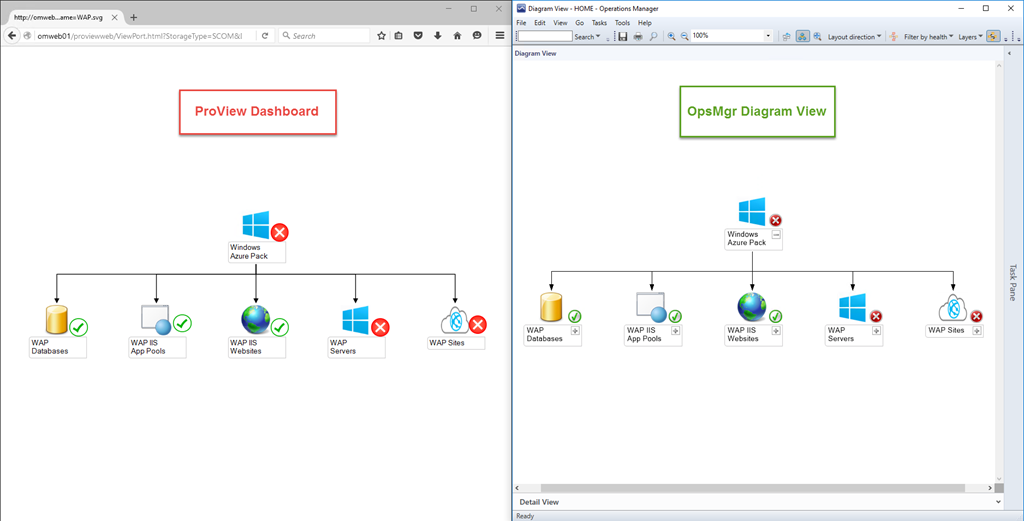 http://omweb...ame=WAP.svg
omweb01/proviewweb/ViewPort.html?StorageType=SCOM&I
Search
ProView Dashboard
Windows
Azure Pack
WAP
Databases
WAP IIS
App Pools
WAP IIS
Websites
WAP
Servers
WAP Sites
Diagram View - HOME - Operations Manager
File Edit View Go Tasks Tools Help
Search 100% Layout direction Filter by health Layers
Diagram View
OpsMgr Diagram View
Windows
Azure Pack
WAP
Databases
WAP IIS
App Pools
WAP IIS
Websites
WAP
Servers
WAP Sites
Task Pane
Detail View
Ready